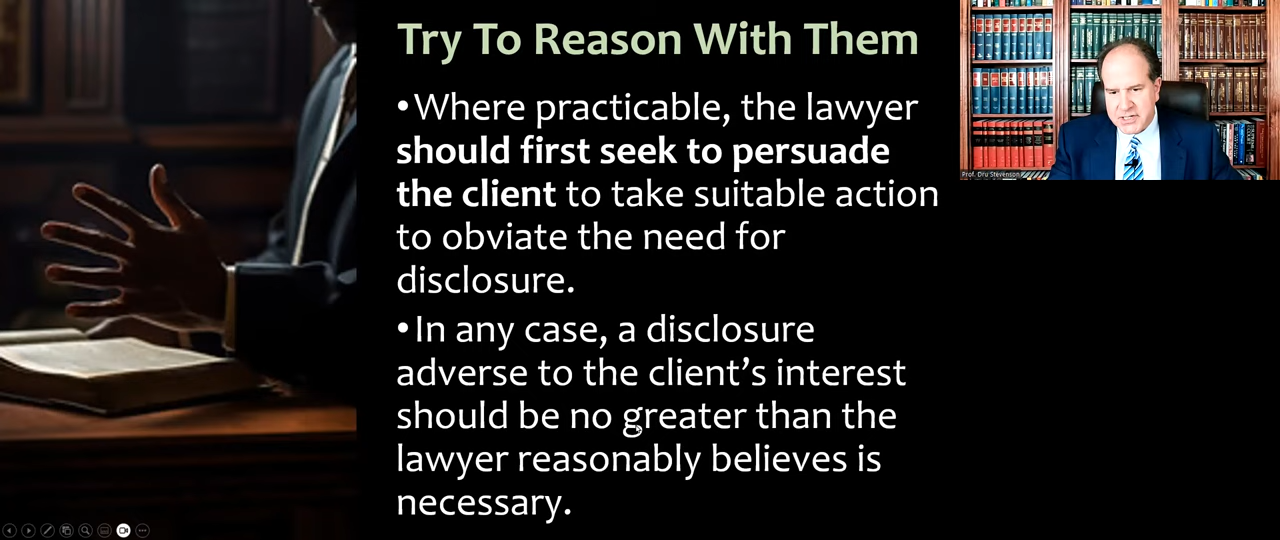 Try To Reason With Them
•Where practicable, the lawyer
should first seek to persuade
the client to take suitable action
to obviate the need for
disclosure.
•In any case, a disclosure
adverse to the client’s interest
should be no greater than the
lawyer reasonably believes is
necessary.
Prof. Dru Stevenson